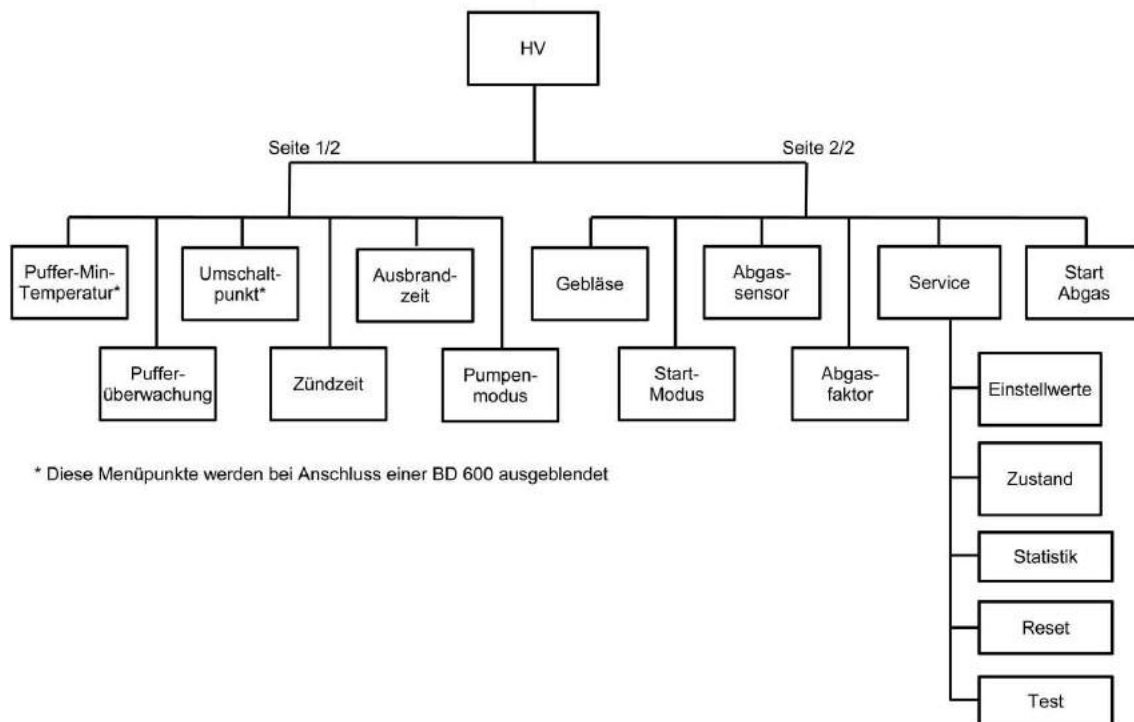 HV
Seite 1/2
Seite 2/2
Puffer-Min-
Temperatur*
Umschalt-
punkt*
Ausbrand-
zeit
Gebläse
Abgas-
sensor
Service
Start
Abgas
Puffer-
überwachung
Zündzeit
Pumpen-
modus
Start-
Modus
Abgas-
faktor
Einstellwerte
* Diese Menüpunkte werden bei Anschluss einer BD 600 ausgeblendet
Zustand
Statistik
Reset
Test